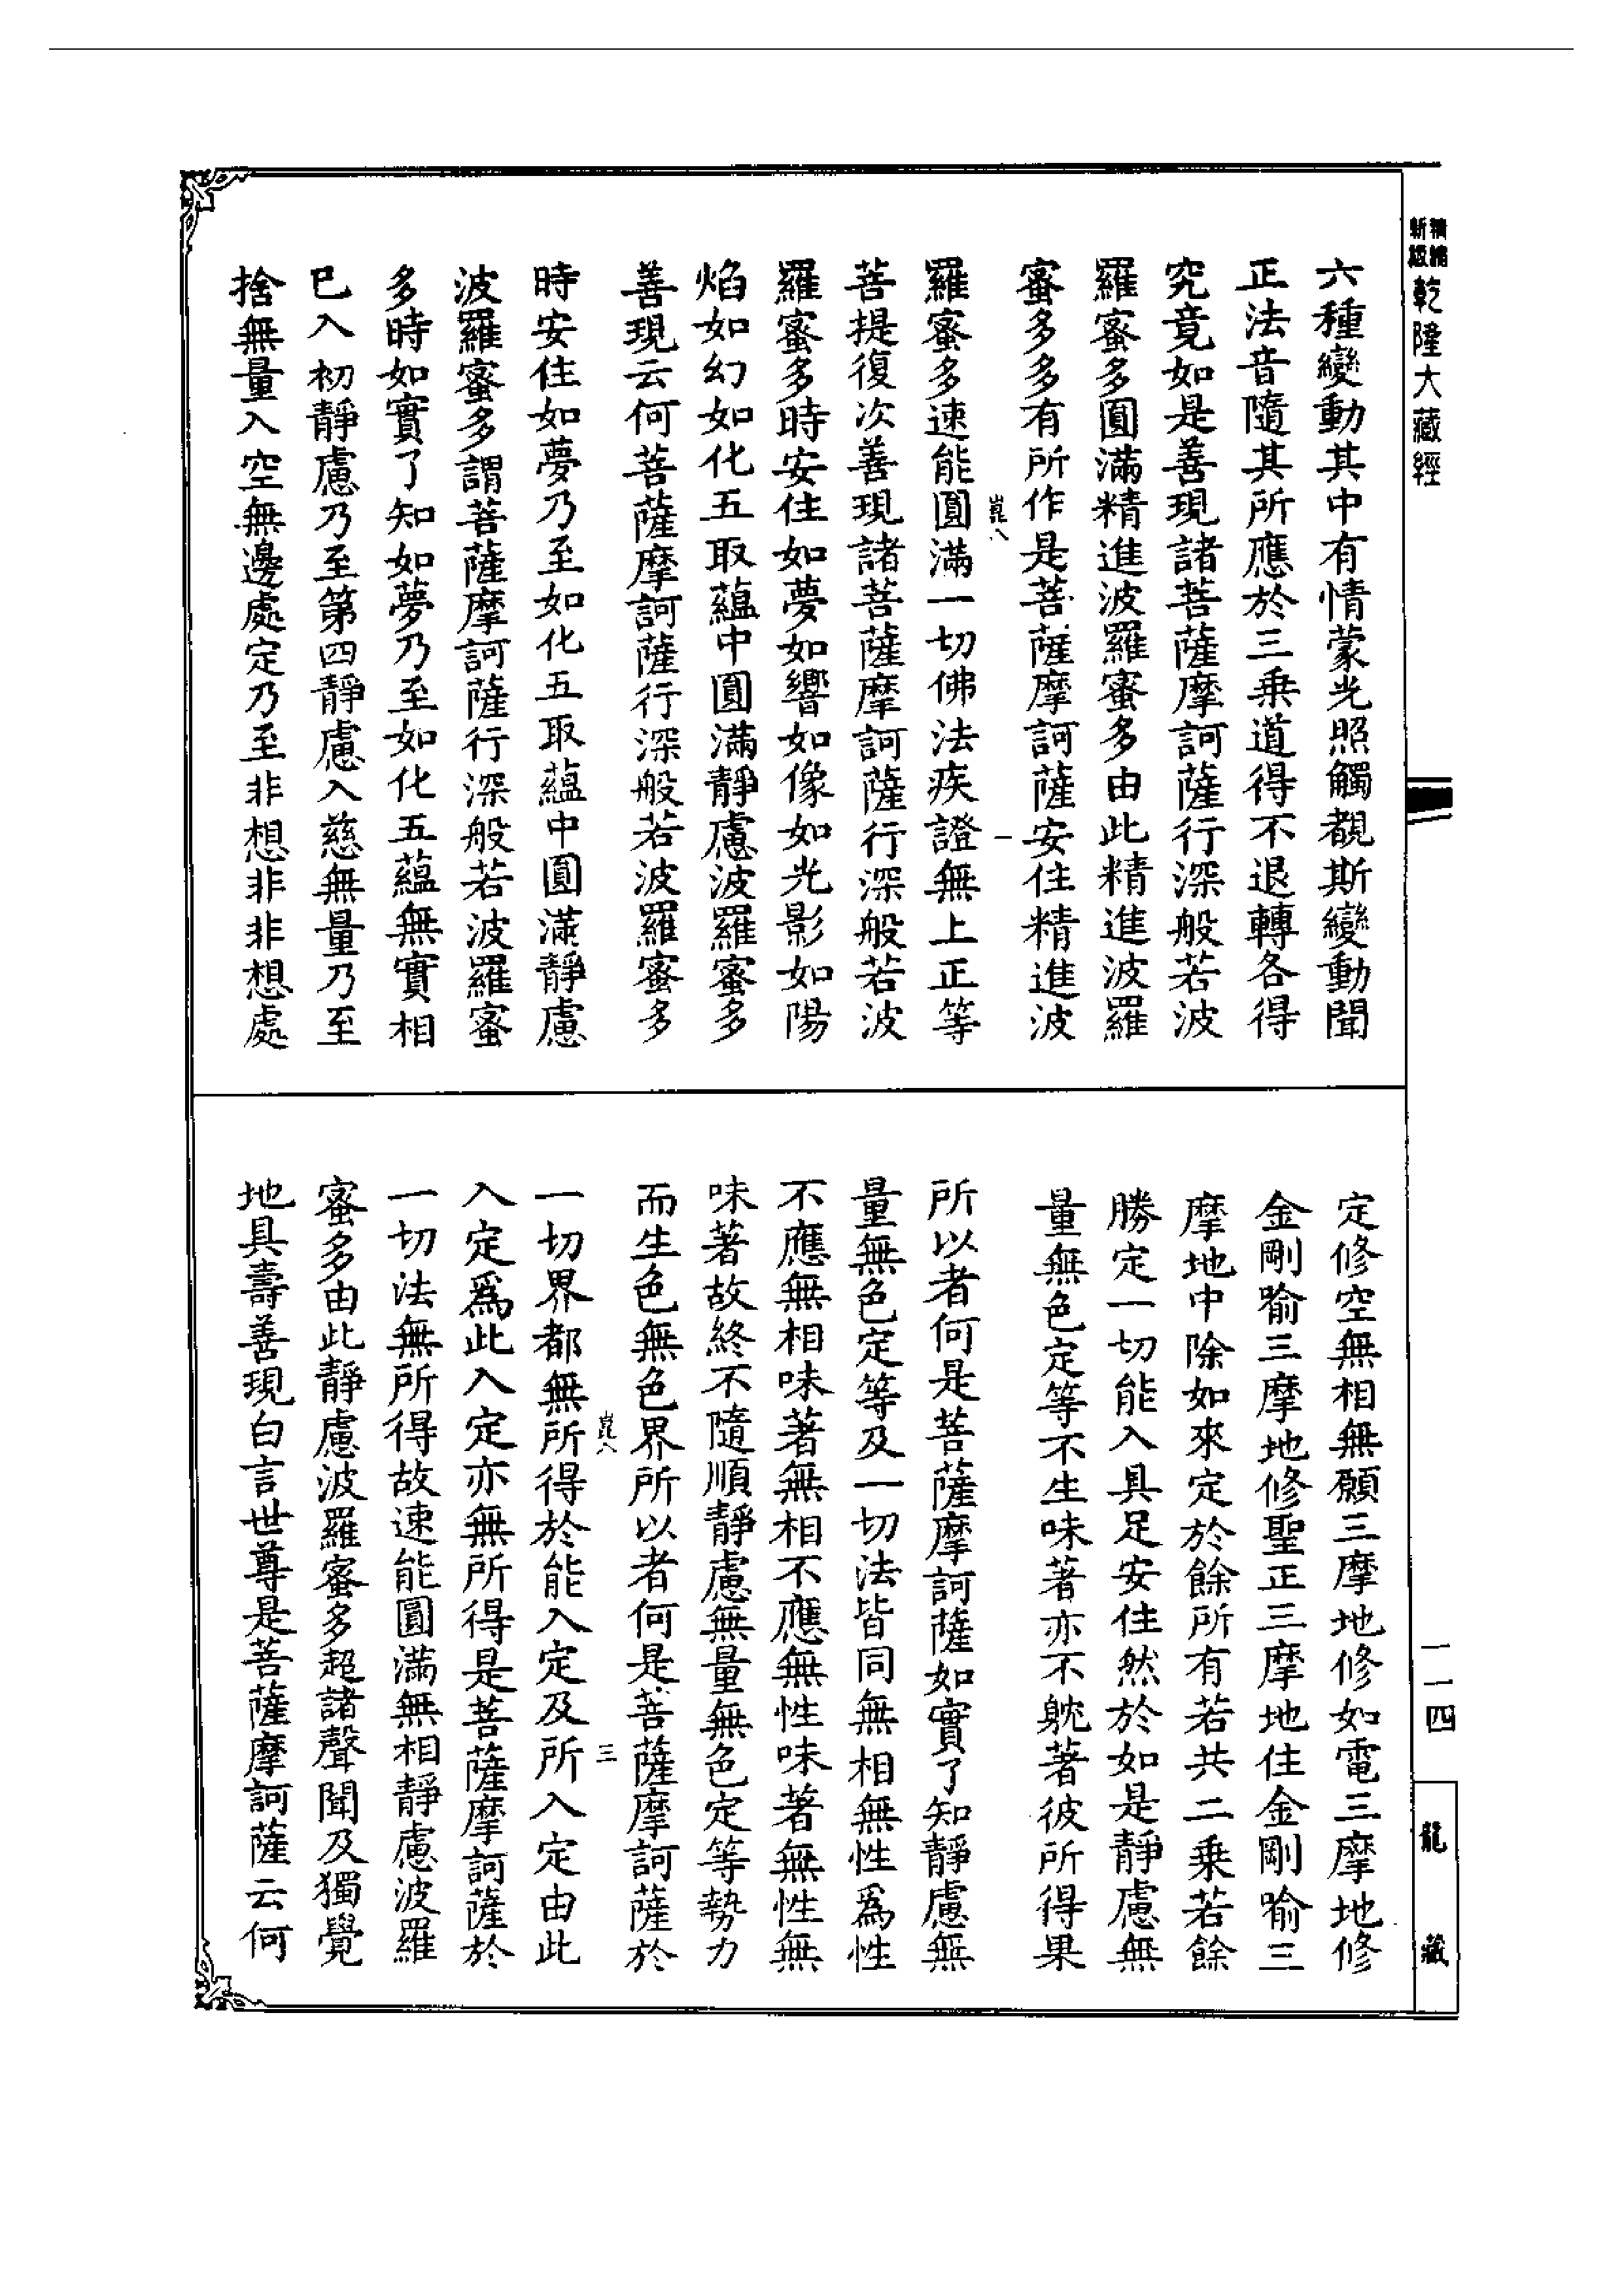 乾隆大藏經
六種變動其中有情蒙光照觸覩斯變動聞
正法音隨其所應於三乘道得不退轉各得
究竟如是善現諸菩薩摩訶薩行深般若波
羅蜜多圓滿精進波羅蜜多由此精進波羅
蜜多多有所作是菩薩摩訶薩安住精進波
崑八 一
羅蜜多速能圓滿一切佛法疾證無上正等
菩提復次善現諸菩薩摩訶薩行深般若波
羅蜜多時安住如夢如響如像如光影如陽
焰如幻如化五取蘊中圓滿靜慮波羅蜜多
善現云何菩薩摩訶薩行深般若波羅蜜多
時安住如夢乃至如化五取蘊中圓滿靜慮
波羅蜜多謂菩薩摩訶薩行深般若波羅蜜
多時如實了知如夢乃至如化五蘊無實相
已入初靜慮乃至第四靜慮入慈無量乃至
捨無量入空無邊處定乃至非想非非想處
定修空無相無願三摩地修如電三摩地修
金剛喻三摩地修聖正三摩地住金剛喻三
摩地中除如來定於餘所有若共二乘若餘
勝定一切能入具足安住然於如是靜慮無
量無色定等不生味著亦不躭著彼所得果
所以者何是菩薩摩訶薩如實了知靜慮無
量無色定等及一切法皆同無相無性爲性
不應無相味著無相不應無性味著無性無
味著故終不隨順靜慮無量無色定等勢力
而生色無色界所以者何是菩薩摩訶薩於
崑八 三
一切界都無所得於能入定及所入定由此
入定爲此入定亦無所得是菩薩摩訶薩於
一切法無所得故速能圓滿無相靜慮波羅
蜜多由此靜慮波羅蜜多超諸聲聞及獨覺
地具壽善現白言世尊是菩薩摩訶薩云何
一一四
龍藏